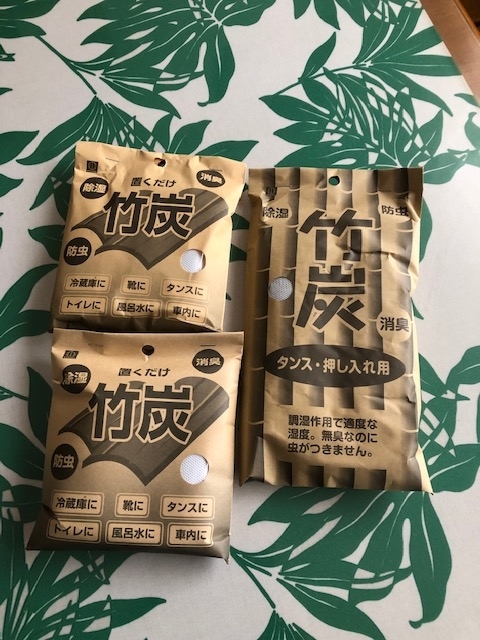 除湿
置くだけ
消臭
竹炭
防虫
冷蔵庫に
靴に
タンスに
トイレに
風呂水に
車内に
除湿
置くだけ
消臭
竹炭
防虫
冷蔵庫に
靴に
タンスに
トイレに
風呂水に
車内に
除湿
防虫
竹炭
消臭
タンス・押し入れ用
調湿作用で適度な
湿度。無臭なのに
虫がつきません。